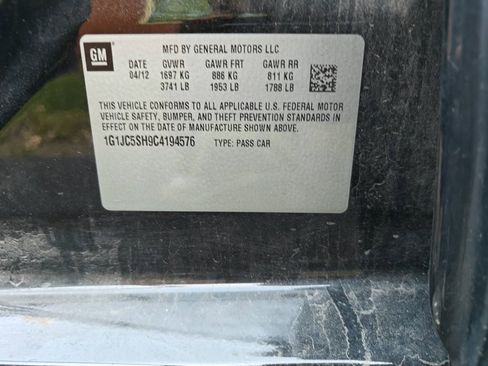 GM
MFD BY GENERAL MOTORS LLC
DATE GVWR GAWR FRT GAWR RR
04/12 1697 KG 886 KG 811 KG
3741 LB 1953 LB 1788 LB
THIS VEHICLE CONFORMS TO ALL APPLICABLE U.S. FEDERAL MOTOR
VEHICLE SAFETY, BUMPER, AND THEFT PREVENTION STANDARDS IN
EFFECT ON THE DATE OF MANUFACTURE SHOWN ABOVE.
1G1JC5SH9C4194576 TYPE: PASS CAR